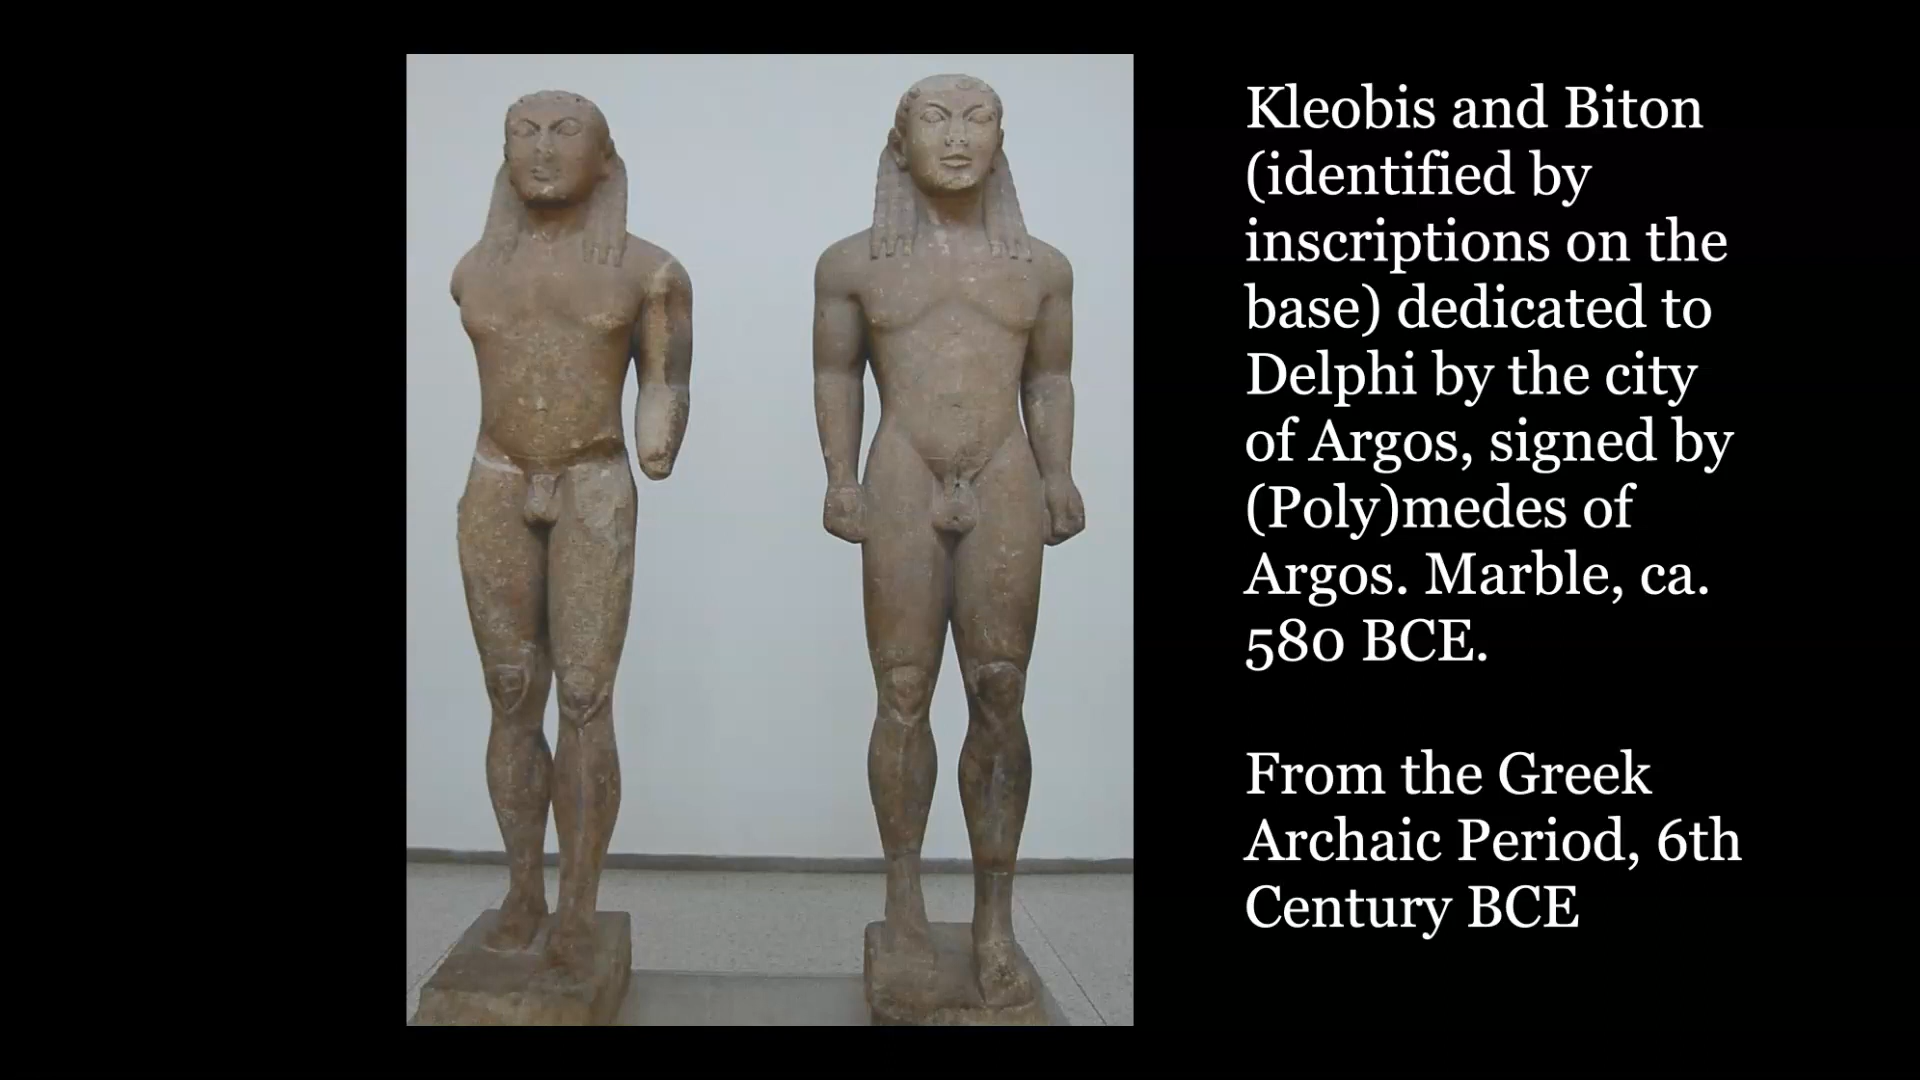 Kleobis and Biton
(identified by
inscriptions on the
base) dedicated to
Delphi by the city
of Argos, signed by
(Poly)medes of
Argos. Marble, ca.
580 BCE.
From the Greek
Archaic Period, 6th
Century BCE